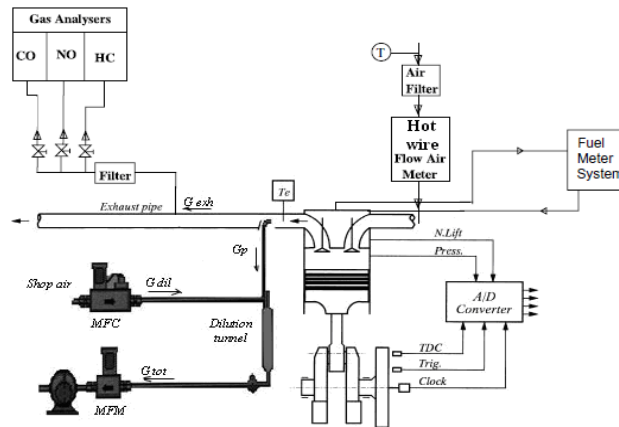 Gas Analysers
CO NO HC
T
Air
Filter
Hot
wire
Flow Air
Meter
Fuel
Meter
System
Filter
Te
Exhaust pipe
G exh
N.Lift
Press.
Gp
Shop air
G dil
MFC
Dilution
tunnel
A/D
Converter
TDC
Trig.
Clock
G tot
MFM